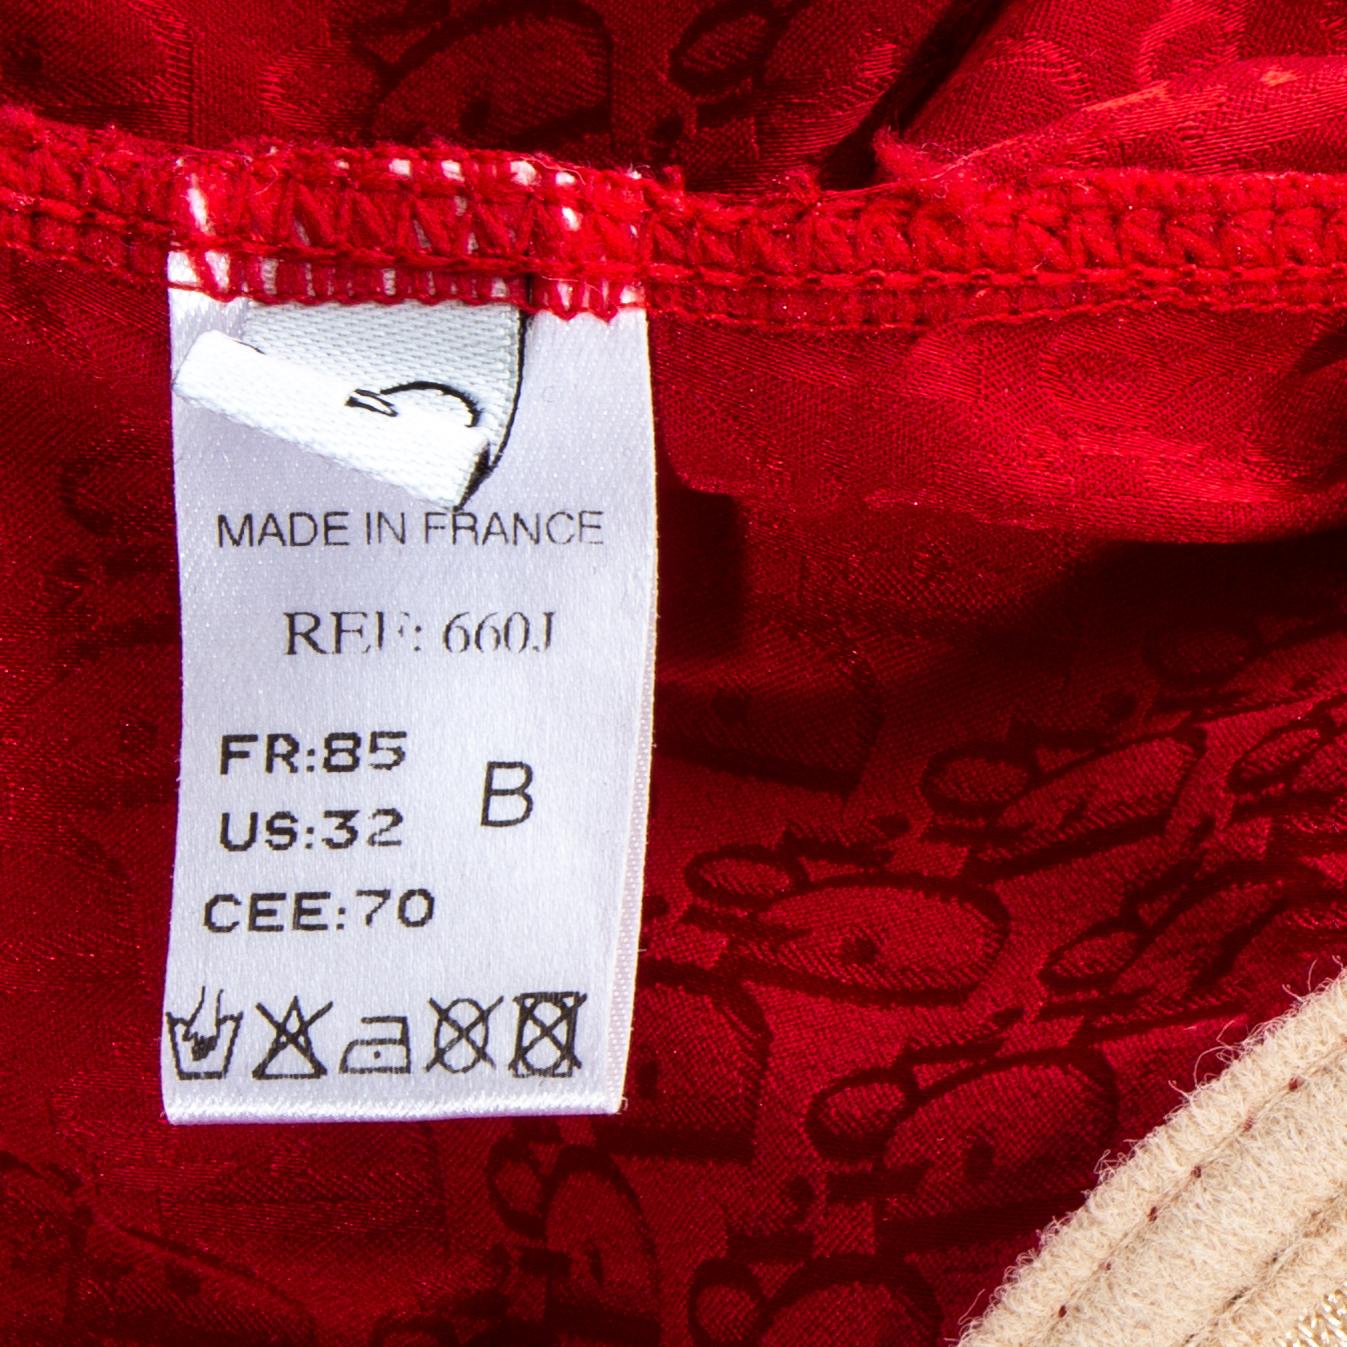 MADE IN FRANCE
REF: 660J
FR:85
B
US:32
CEE:70